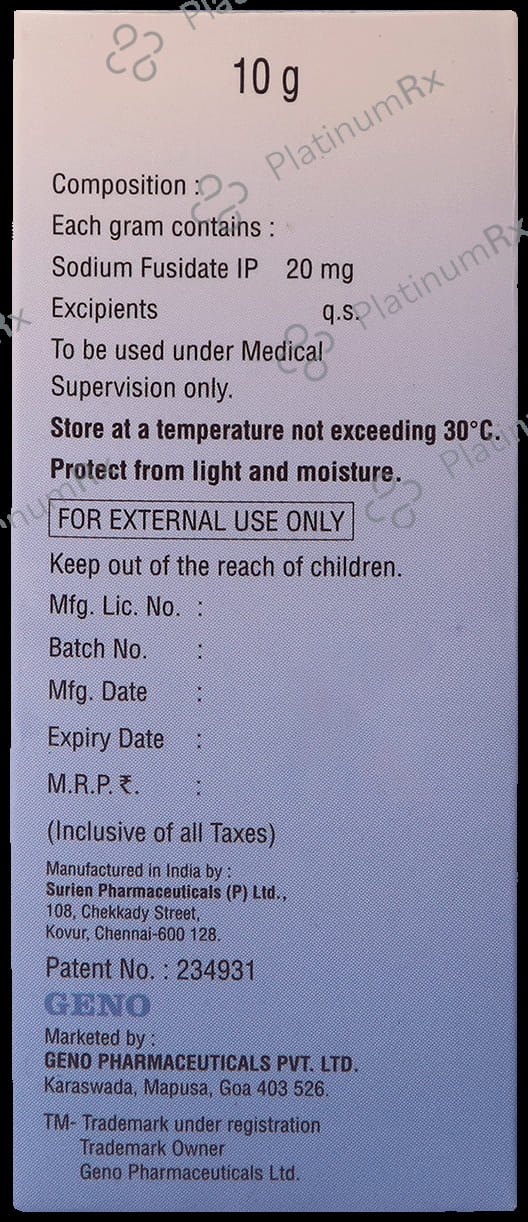 10 g
Composition :
Each gram contains :
Sodium Fusidate IP 20 mg
Excipients q.s.
To be used under Medical
Supervision only.
Store at a temperature not exceeding 30°C.
Protect from light and moisture.
FOR EXTERNAL USE ONLY
Keep out of the reach of children.
Mfg. Lic. No. :
Batch No. :
Mfg. Date :
Expiry Date :
M.R.P. ₹. :
(Inclusive of all Taxes)
Manufactured in India by :
Surien Pharmaceuticals (P) Ltd.,
108, Chekkady Street,
Kovur, Chennai-600 128.
Patent No. : 234931
GENO
Marketed by :
GENO PHARMACEUTICALS PVT. LTD.
Karaswada, Mapusa, Goa 403 526.
TM- Trademark under registration
Trademark Owner
Geno Pharmaceuticals Ltd.
PlatinumRx
PlatinumRx